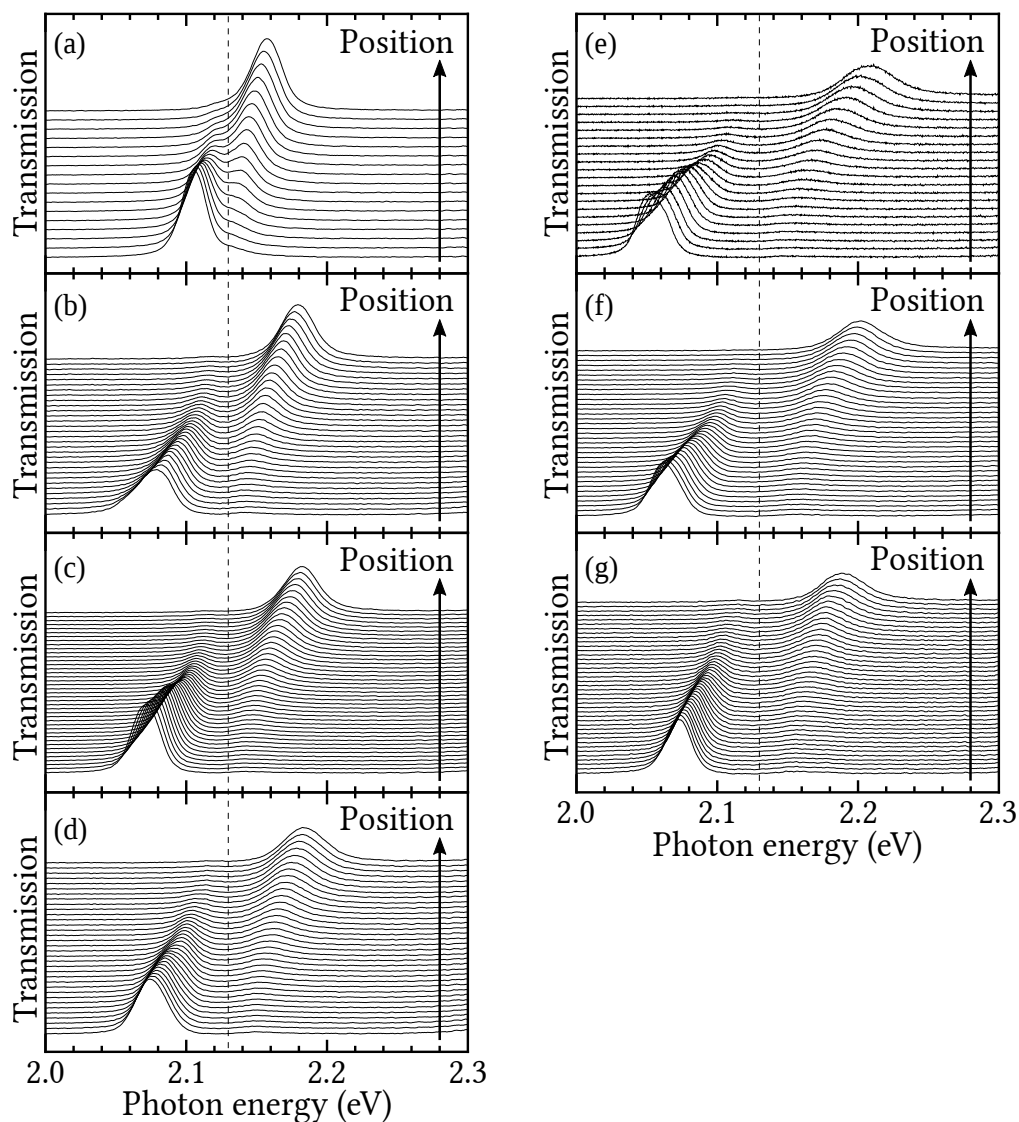 (a)
Position
Transmission
(b)
Position
Transmission
(c)
Position
Transmission
(d)
Position
Transmission
2.0 2.1 2.2 2.3
Photon energy (eV)
(e)
Position
Transmission
(f)
Position
Transmission
(g)
Position
Transmission
2.0 2.1 2.2 2.3
Photon energy (eV)